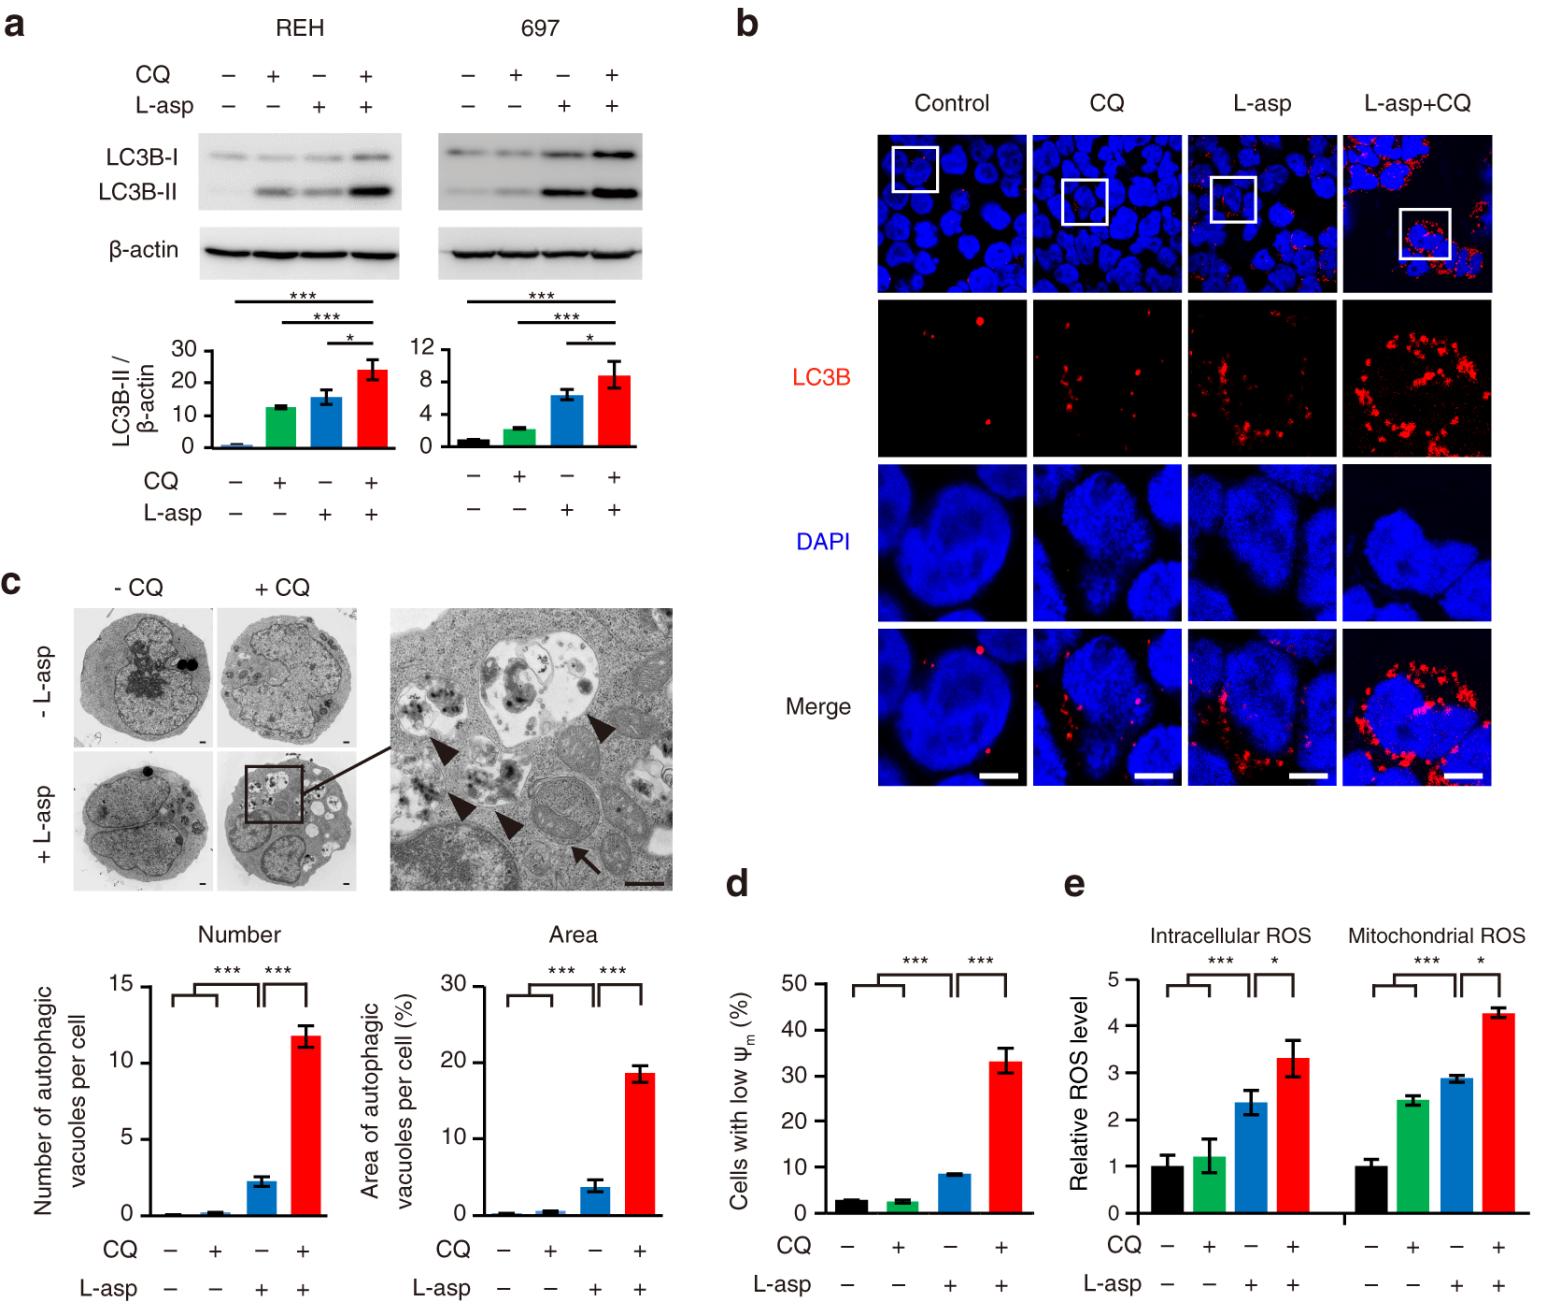 a
REH
697
CQ − + − + − + − +
L-asp − − + + − − + +
LC3B-I
LC3B-II
β-actin
*** ***
*** ***
* *
LC3B-II /
β-actin
30
20
10
0
12
8
4
0
CQ − + − + − + − +
L-asp − − + + − − + +
b
Control CQ L-asp L-asp+CQ
LC3B
DAPI
Merge
c
- CQ + CQ
- L-asp
+ L-asp
Number
Number of autophagic
vacuoles per cell
15
10
5
0
*** ***
CQ − + − +
L-asp − − + +
Area
Area of autophagic
vacuoles per cell (%)
30
20
10
0
*** ***
CQ − + − +
L-asp − − + +
d
Cells with low ψm (%)
50
40
30
20
10
0
*** ***
CQ − + − +
L-asp − − + +
e
Intracellular ROS Mitochondrial ROS
Relative ROS level
5
4
3
2
1
0
*** * *** *
CQ − + − + − + − +
L-asp − − + + − − + +